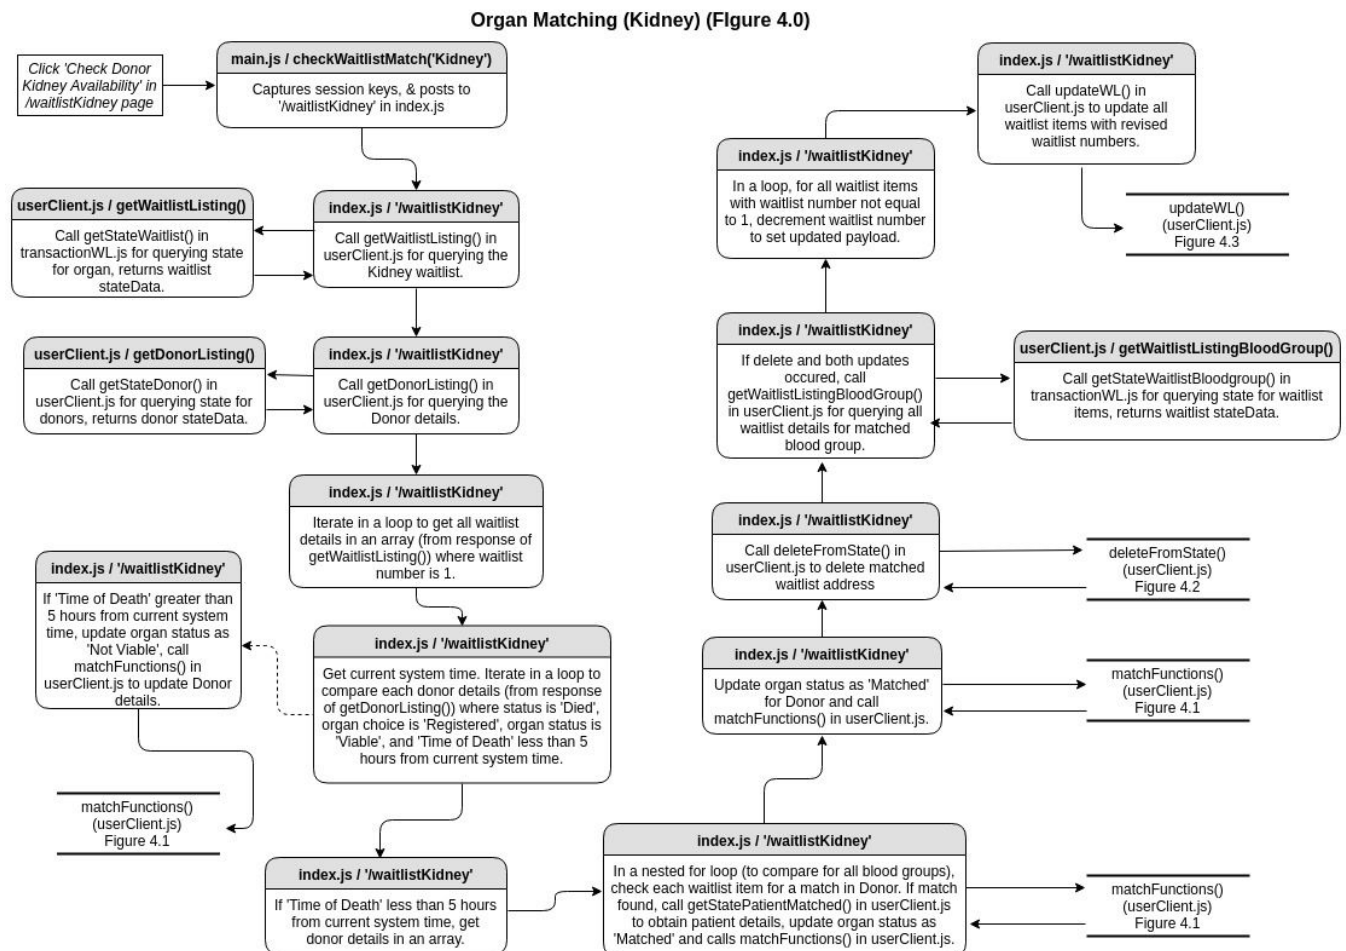 Organ Matching (Kidney) (FIgure 4.0)
Click 'Check Donor
Kidney Availability' in
/waitlistKidney page
main.js / checkWaitlistMatch('Kidney')
Captures session keys, & posts to
'/waitlistKidney' in index.js
userClient.js / getWaitlistListing()
Call getStateWaitlist() in
transactionWL.js for querying state
for organ, returns waitlist
stateData.
index.js / '/waitlistKidney'
Call getWaitlistListing() in
userClient.js for querying the
Kidney waitlist.
userClient.js / getDonorListing()
Call getStateDonor() in
userClient.js for querying state for
donors, returns donor stateData.
index.js / '/waitlistKidney'
Call getDonorListing() in
userClient.js for querying the
Donor details.
index.js / '/waitlistKidney'
Iterate in a loop to get all waitlist
details in an array (from response of
getWaitlistListing()) where waitlist
number is 1.
index.js / '/waitlistKidney'
Get current system time. Iterate in a loop to
compare each donor details (from response
of getDonorListing()) where status is 'Died',
organ choice is 'Registered', organ status is
'Viable', and 'Time of Death' less than 5
hours from current system time.
index.js / '/waitlistKidney'
If 'Time of Death' greater than
5 hours from current system
time, update organ status as
'Not Viable', call
matchFunctions() in
userClient.js to update Donor
details.
matchFunctions()
(userClient.js)
Figure 4.1
index.js / '/waitlistKidney'
If 'Time of Death' less than 5 hours
from current system time, get
donor details in an array.
index.js / '/waitlistKidney'
In a nested for loop (to compare for all blood groups),
check each waitlist item for a match in Donor. If match
found, call getStatePatientMatched() in userClient.js
to obtain patient details, update organ status as
'Matched' and calls matchFunctions() in userClient.js.
matchFunctions()
(userClient.js)
Figure 4.1
index.js / '/waitlistKidney'
Update organ status as 'Matched'
for Donor and call
matchFunctions() in userClient.js.
matchFunctions()
(userClient.js)
Figure 4.1
index.js / '/waitlistKidney'
Call deleteFromState() in
userClient.js to delete matched
waitlist address
deleteFromState()
(userClient.js)
Figure 4.2
index.js / '/waitlistKidney'
If delete and both updates
occured, call
getWaitlistListingBloodGroup()
in userClient.js for querying all
waitlist details for matched
blood group.
userClient.js / getWaitlistListingBloodGroup()
Call getStateWaitlistBloodgroup() in
transactionWL.js for querying state for waitlist
items, returns waitlist stateData.
index.js / '/waitlistKidney'
In a loop, for all waitlist items
with waitlist number not equal
to 1, decrement waitlist number
to set updated payload.
index.js / '/waitlistKidney'
Call updateWL() in
userClient.js to update all
waitlist items with revised
waitlist numbers.
updateWL()
(userClient.js)
Figure 4.3